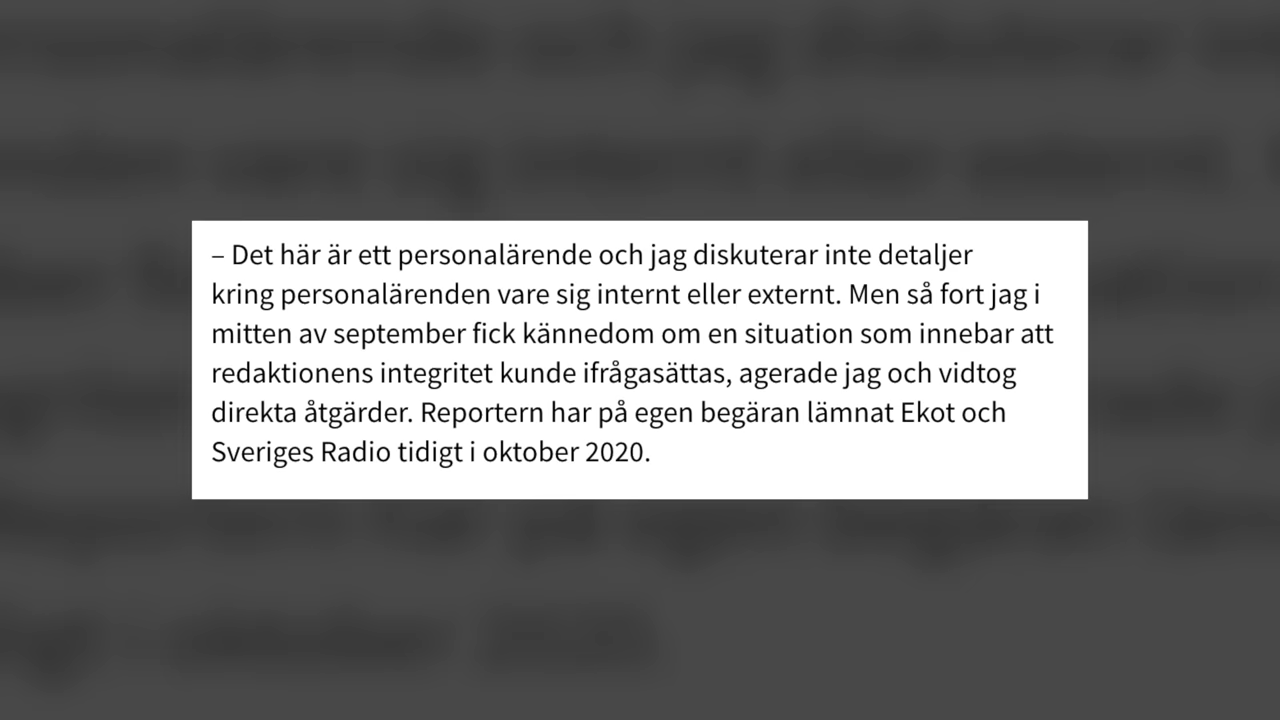 – Det här är ett personalärende och jag diskuterar inte detaljer
kring personalärenden vare sig internt eller externt. Men så fort jag i
mitten av september fick kännedom om en situation som innebar att
redaktionens integritet kunde ifrågasättas, agerade jag och vidtog
direkta åtgärder. Reportern har på egen begäran lämnat Ekot och
Sveriges Radio tidigt i oktober 2020.